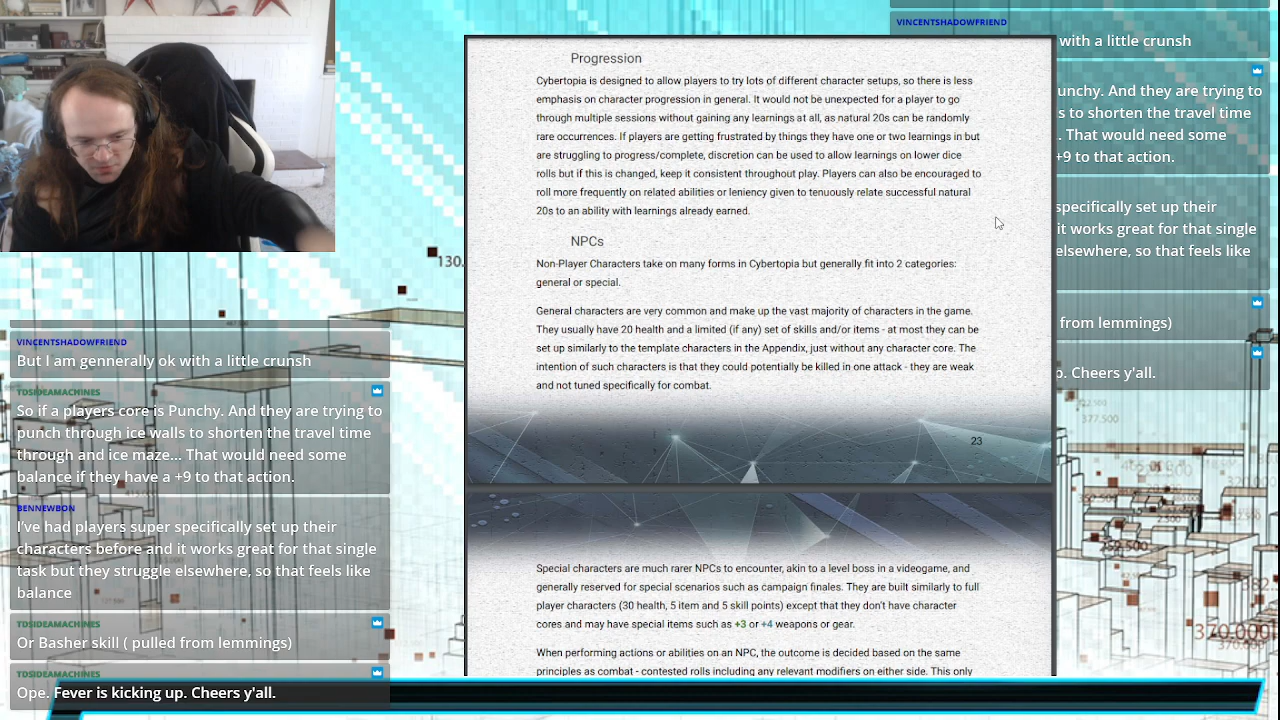 VINCENTSHADOWFRIEND
But I am gennerally ok with a little crunsh
TDSIDEAMACHINES
So if a players core is Punchy. And they are trying to
punch through ice walls to shorten the travel time
through and ice maze... That would need some
balance if they have a +9 to that action.
BENNEWBON
I've had players super specifically set up their
characters before and it works great for that single
task but they struggle elsewhere, so that feels like
balance
TDSIDEAMACHINES
Or Basher skill ( pulled from lemmings)
TDSIDEAMACHINES
Ope. Fever is kicking up. Cheers y'all.
130.
Progression
Cybertopia is designed to allow players to try lots of different character setups, so there is less
emphasis on character progression in general. It would not be unexpected for a player to go
through multiple sessions without gaining any learnings at all, as natural 20s can be randomly
rare occurrences. If players are getting frustrated by things they have one or two learnings in but
are struggling to progress/complete, discretion can be used to allow learnings on lower dice
rolls but if this is changed, keep it consistent throughout play. Players can also be encouraged to
roll more frequently on related abilities or leniency given to tenuously relate successful natural
20s to an ability with learnings already earned.
NPCs
Non-Player Characters take on many forms in Cybertopia but generally fit into 2 categories:
general or special.
General characters are very common and make up the vast majority of characters in the game.
They usually have 20 health and a limited (if any) set of skills and/or items - at most they can be
set up similarly to the template characters in the Appendix, just without any character core. The
intention of such characters is that they could potentially be killed in one attack - they are weak
and not tuned specifically for combat.
23
Special characters are much rarer NPCs to encounter, akin to a level boss in a videogame, and
generally reserved for special scenarios such as campaign finales. They are built similarly to full
player characters (30 health, 5 item and 5 skill points) except that they don't have character
cores and may have special items such as +3 or +4 weapons or gear.
When performing actions or abilities on an NPC, the outcome is decided based on the same
principles as combat - contested rolls including any relevant modifiers on either side. This only
VINCENTSHADOWFRIEND
with a little crunsh
unchy. And they are trying to
s to shorten the travel time
. That would need some
+9 to that action.
specifically set up their
it works great for that single
elsewhere, so that feels like
from lemmings)
p. Cheers y'all.
377.500
370.000